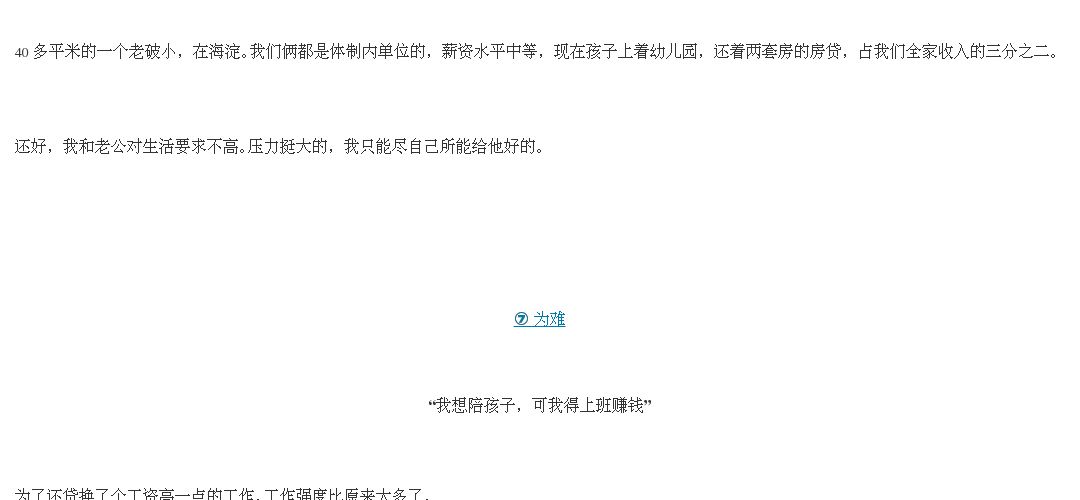 40 多平米的一个老破小，在海淀。我们俩都是体制内单位的，薪资水平中等，现在孩子上着幼儿园，还着两套房的房贷，占我们全家收入的三分之二。
还好，我和老公对生活要求不高。压力挺大的，我只能尽自己所能给他好的。
⑦ 为难
“我想陪孩子，可我得上班赚钱”
为了还贷换了个工资高一点的工作，工作强度比原来大多了。